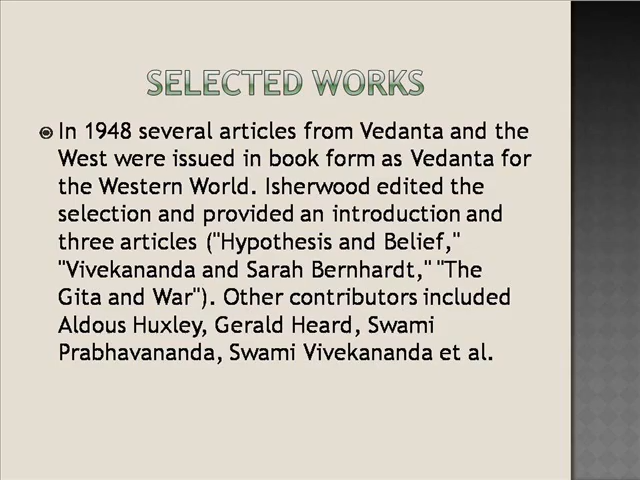 SELECTED WORKS
In 1948 several articles from Vedanta and the
West were issued in book form as Vedanta for
the Western World. Isherwood edited the
selection and provided an introduction and
three articles ("Hypothesis and Belief,"
"Vivekananda and Sarah Bernhardt," "The
Gita and War"). Other contributors included
Aldous Huxley, Gerald Heard, Swami
Prabhavananda, Swami Vivekananda et al.